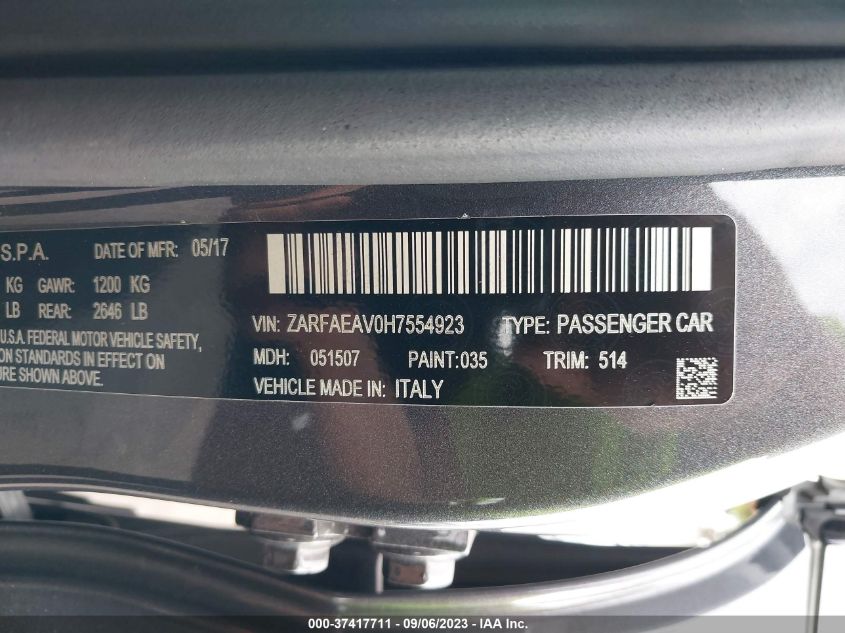 S.P.A. DATE OF MFR: 05/17
KG GAWR: 1200 KG
LB REAR: 2646 LB
U.S.A. FEDERAL MOTOR VEHICLE SAFETY,
ON STANDARDS IN EFFECT ON
URE SHOWN ABOVE.
VIN: ZARFAEAV0H7554923 TYPE: PASSENGER CAR
MDH: 051507 PAINT:035 TRIM: 514
VEHICLE MADE IN: ITALY
000-37417711 - 09/06/2023 - IAA Inc.